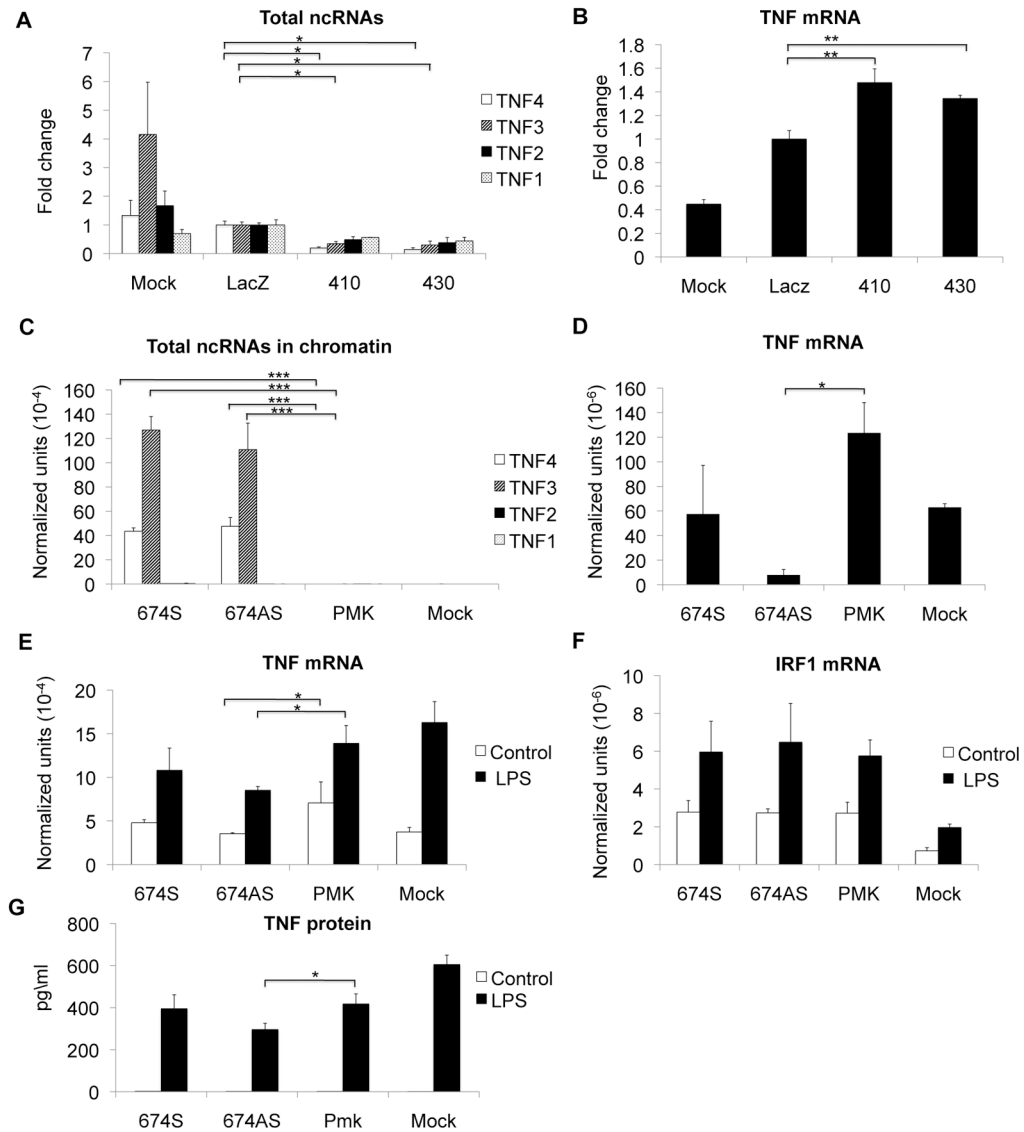 A
Total ncRNAs
Fold change
7
6
5
4
3
2
1
0
*
*
*
*
Mock LacZ 410 430
TNF4
TNF3
TNF2
TNF1
B
TNF mRNA
Fold change
1.8
1.6
1.4
1.2
1
0.8
0.6
0.4
0.2
0
**
**
Mock Lacz 410 430
C
Total ncRNAs in chromatin
Normalized units (10-4)
160
140
120
100
80
60
40
20
0
***
***
***
***
674S 674AS PMK Mock
TNF4
TNF3
TNF2
TNF1
D
TNF mRNA
Normalized units (10-6)
160
140
120
100
80
60
40
20
0
*
674S 674AS PMK Mock
E
TNF mRNA
Normalized units (10-4)
20
15
10
5
0
*
*
674S 674AS PMK Mock
Control
LPS
F
IRF1 mRNA
Normalized units (10-6)
10
8
6
4
2
0
674S 674AS PMK Mock
Control
LPS
G
TNF protein
pg\ml
800
600
400
200
0
*
674S 674AS Pmk Mock
Control
LPS